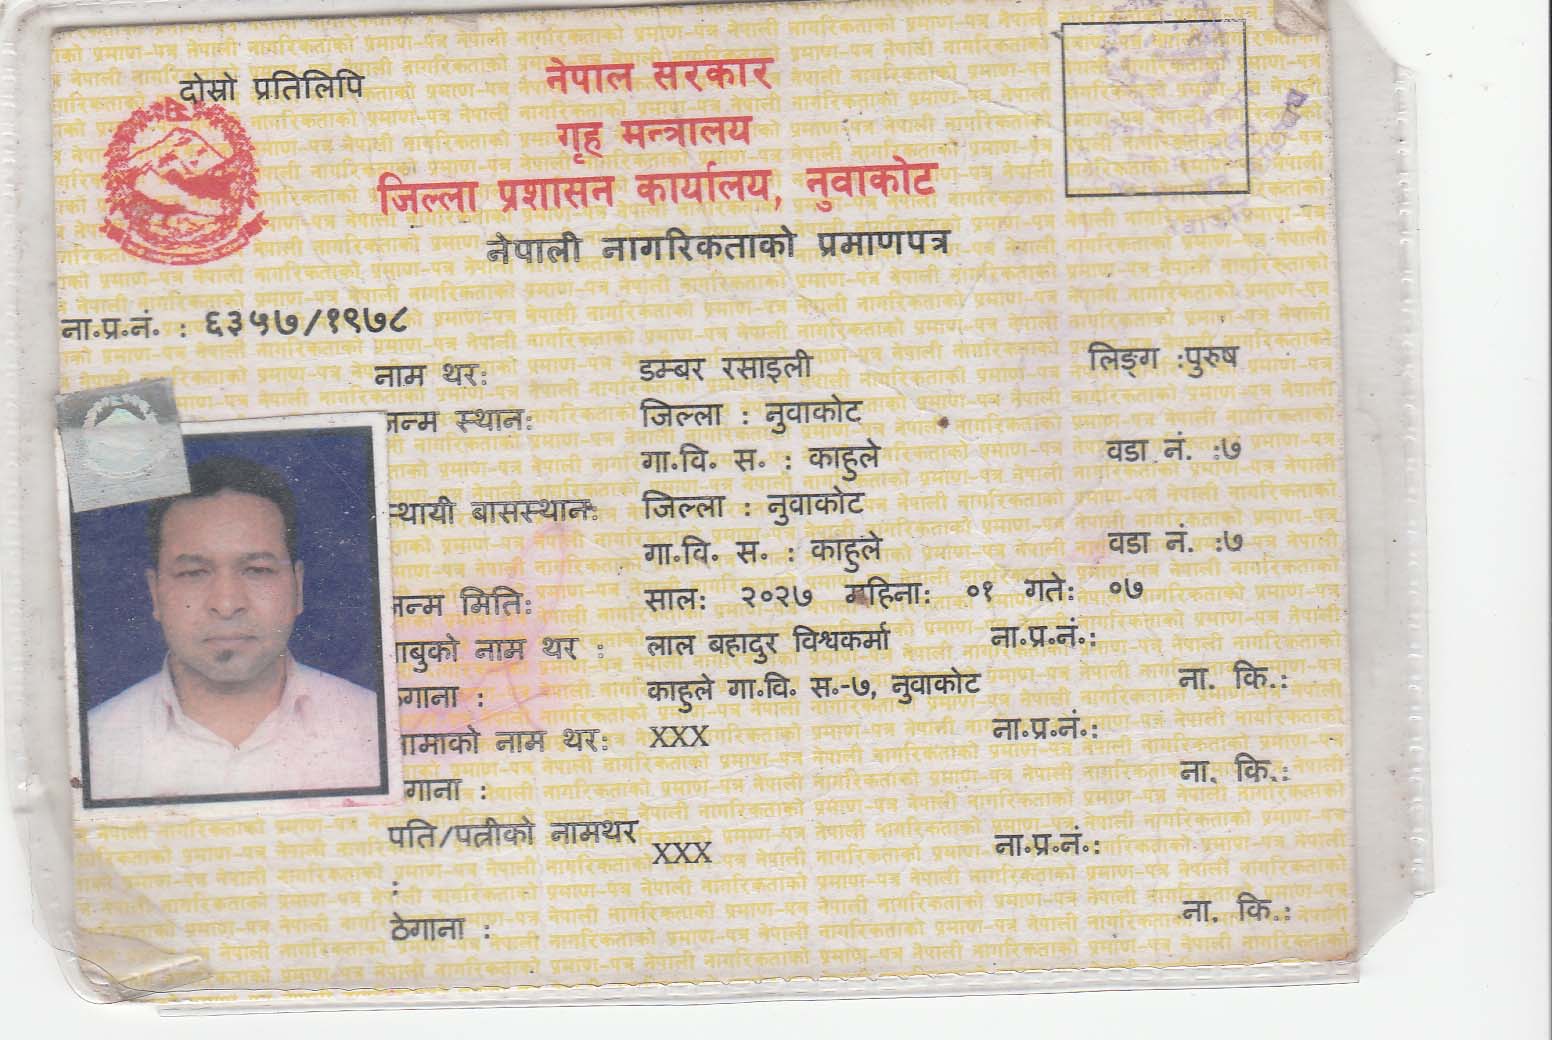 दोस्रो प्रतिलिपि
नेपाल सरकार
गृह मन्त्रालय
जिल्ला प्रशासन कार्यालय, नुवाकोट
नेपाली नागरिकताको प्रमाणपत्र
ना.प्र.नं. : ६३५७/१९७८
नाम थर: डम्बर रसाइली लिङ्ग :पुरुष
जन्म स्थान: जिल्ला : नुवाकोट
गा.वि. स. : काहुले वडा नं. :७
स्थायी बासस्थान: जिल्ला : नुवाकोट
गा.वि. स. : काहुले वडा नं. :७
जन्म मिति: साल: २०२७ महिना: ०१ गते: ०७
बाबुको नाम थर : लाल बहादुर विश्वकर्मा ना.प्र.नं.:
ठेगाना : काहुले गा.वि. स.-७, नुवाकोट ना. कि.:
आमाको नाम थर: XXX ना.प्र.नं.:
ठेगाना : ना. कि.:
पति/पत्नीको नामथर XXX ना.प्र.नं.:
:
ठेगाना : ना. कि.: